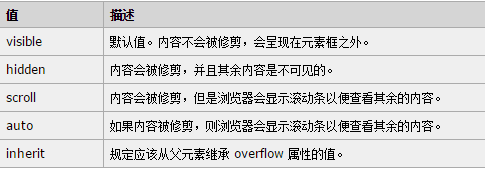 值 描述
visible 默认值。内容不会被修剪，会呈现在元素框之外。
hidden 内容会被修剪，并且其余内容是不可见的。
scroll 内容会被修剪，但是浏览器会显示滚动条以便查看其余的内容。
auto 如果内容被修剪，则浏览器会显示滚动条以便查看其余的内容。
inherit 规定应该从父元素继承 overflow 属性的值。